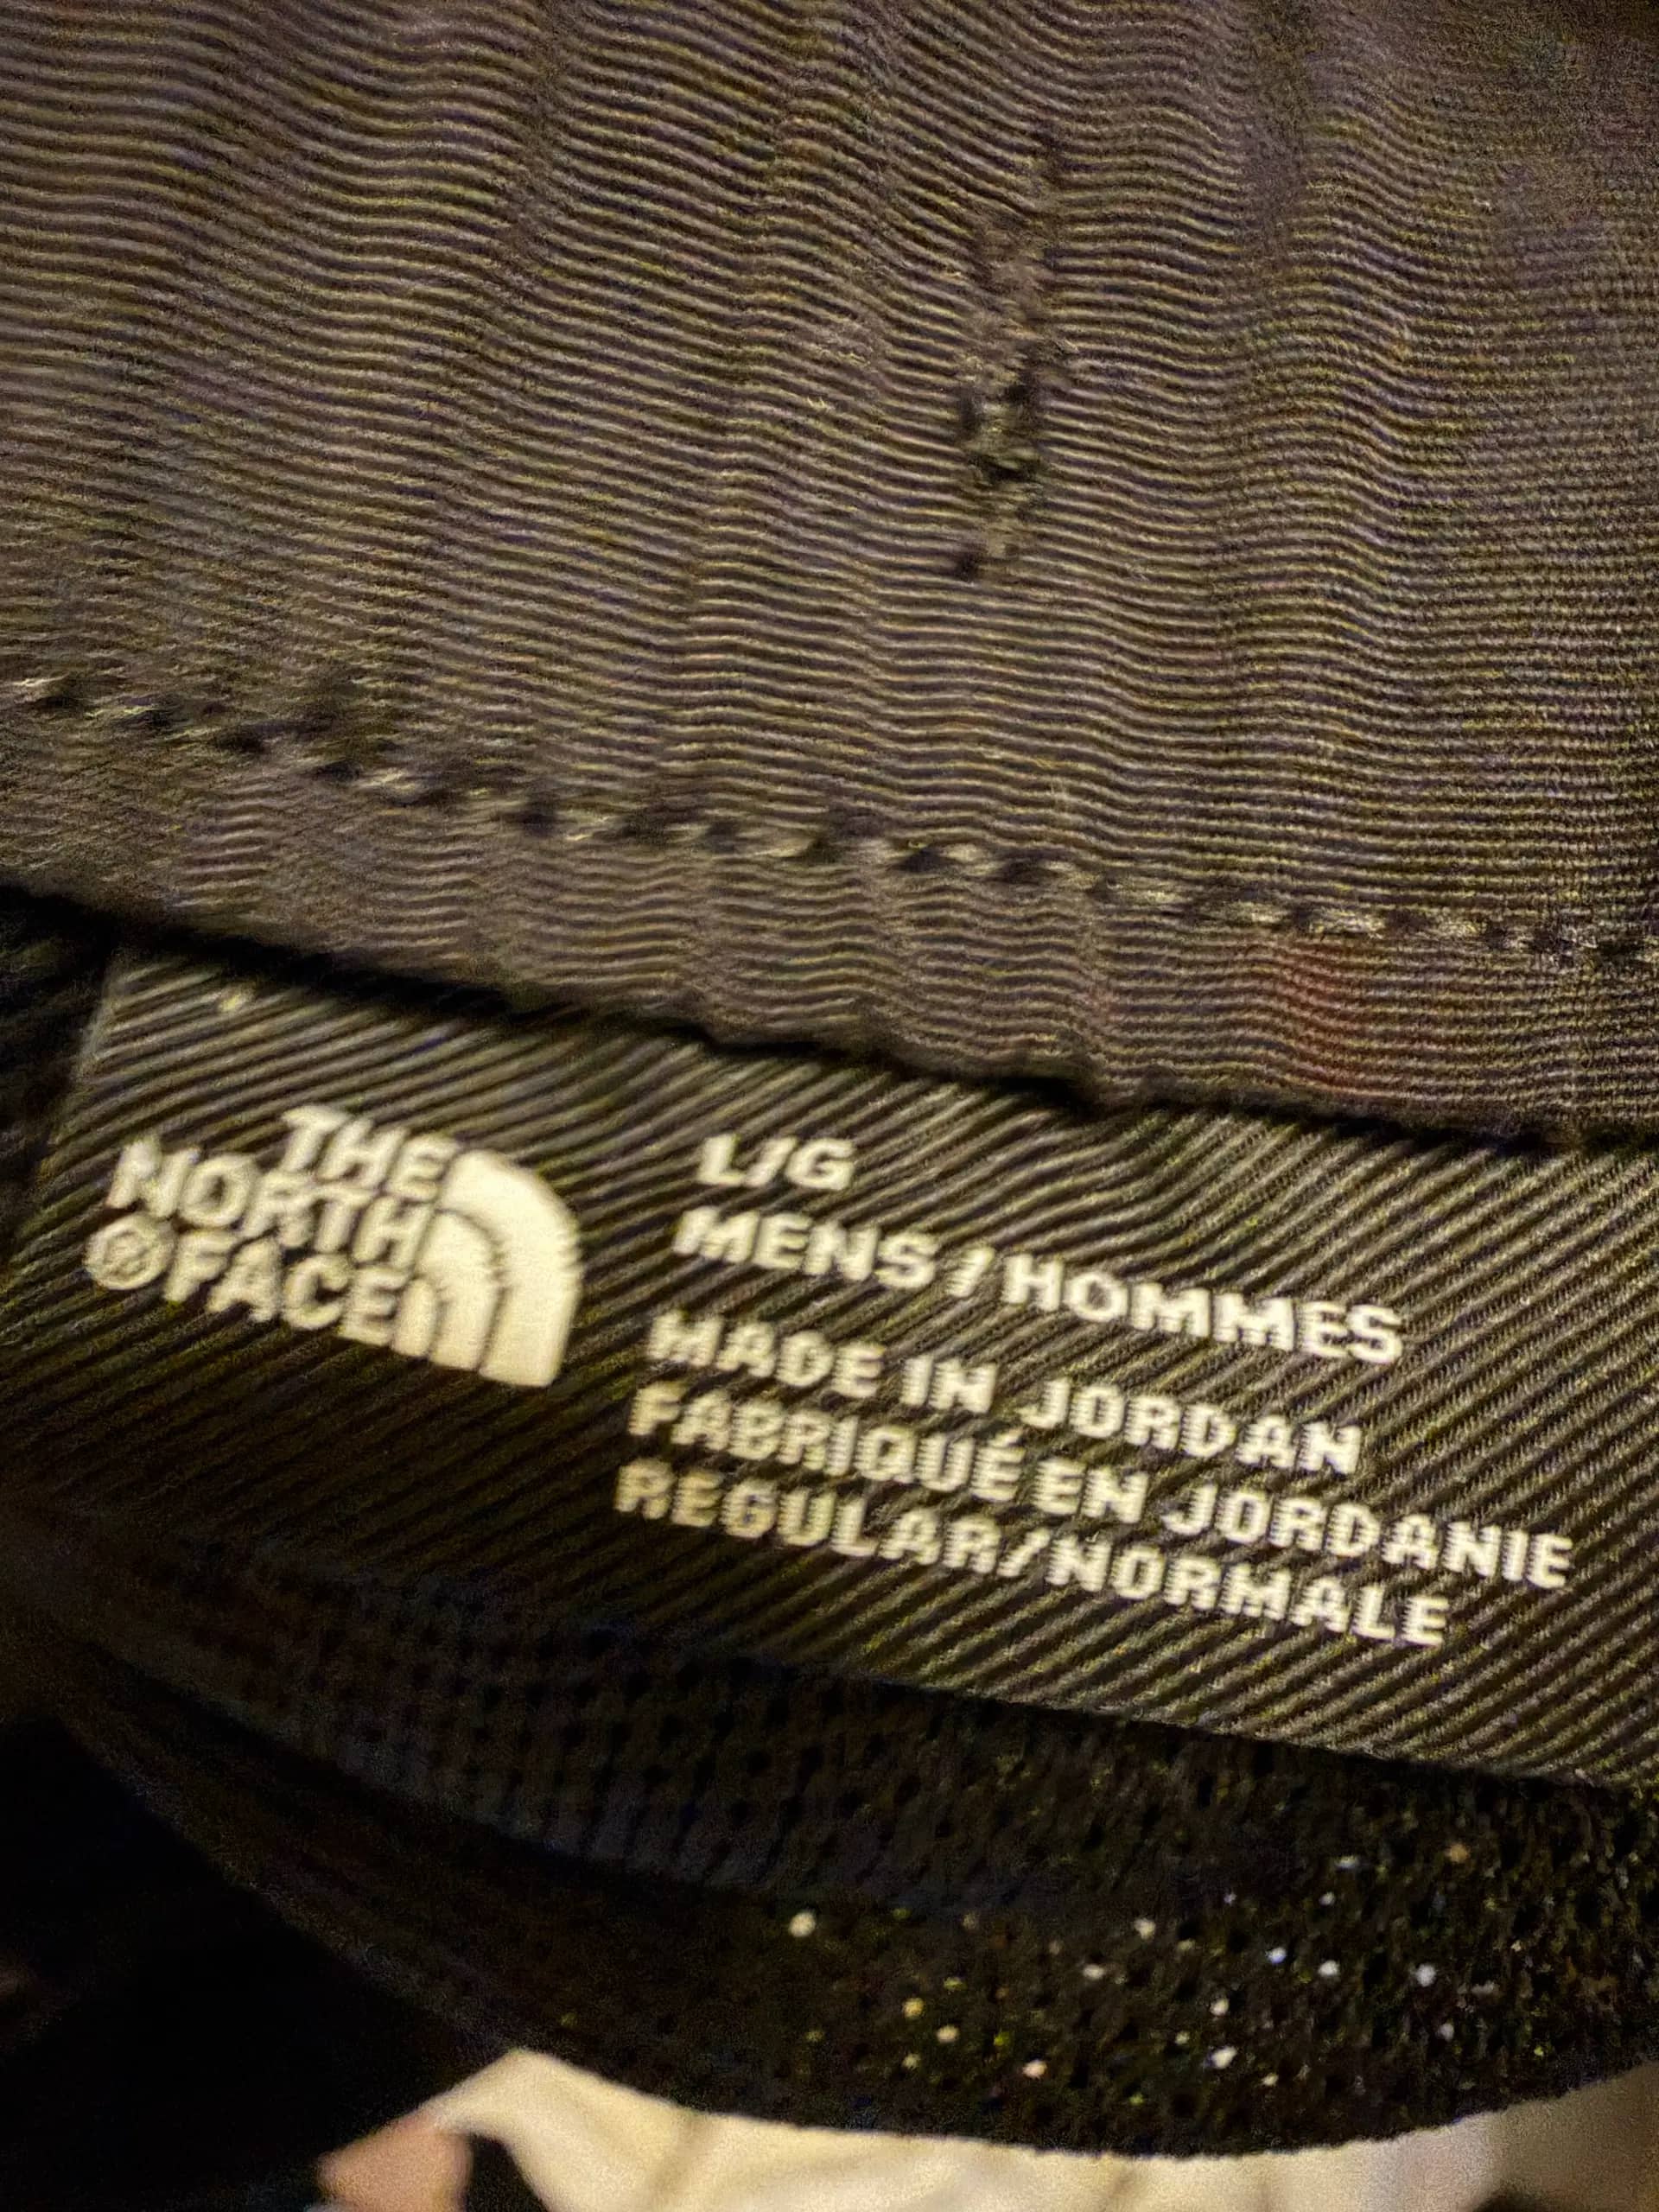 THE
NORTH
®FACE
L/G
MENS / HOMMES
MADE IN JORDAN
FABRIQUÉ EN JORDANIE
REGULAR/NORMALE